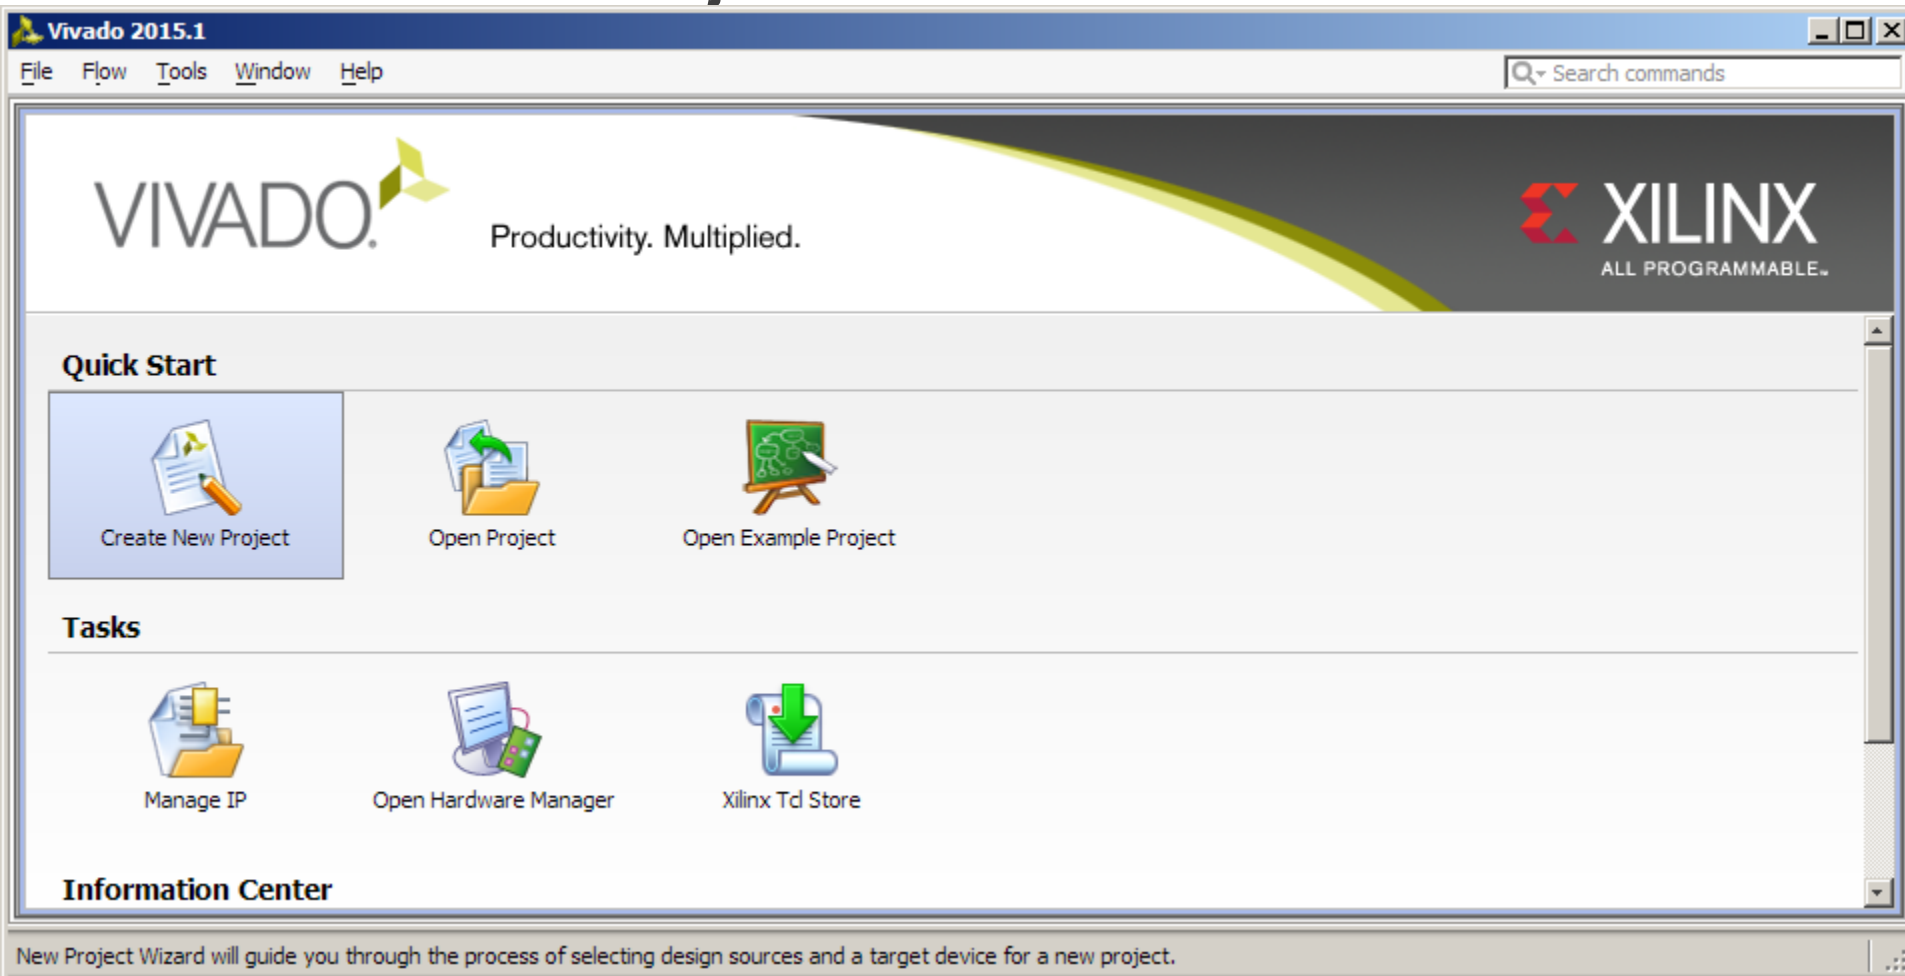 Vivado 2015.1
File Flow Tools Window Help
Search commands
VIVADO.
Productivity. Multiplied.
XILINX
ALL PROGRAMMABLE™
Quick Start
Create New Project
Open Project
Open Example Project
Tasks
Manage IP
Open Hardware Manager
Xilinx Tcl Store
Information Center
New Project Wizard will guide you through the process of selecting design sources and a target device for a new project.